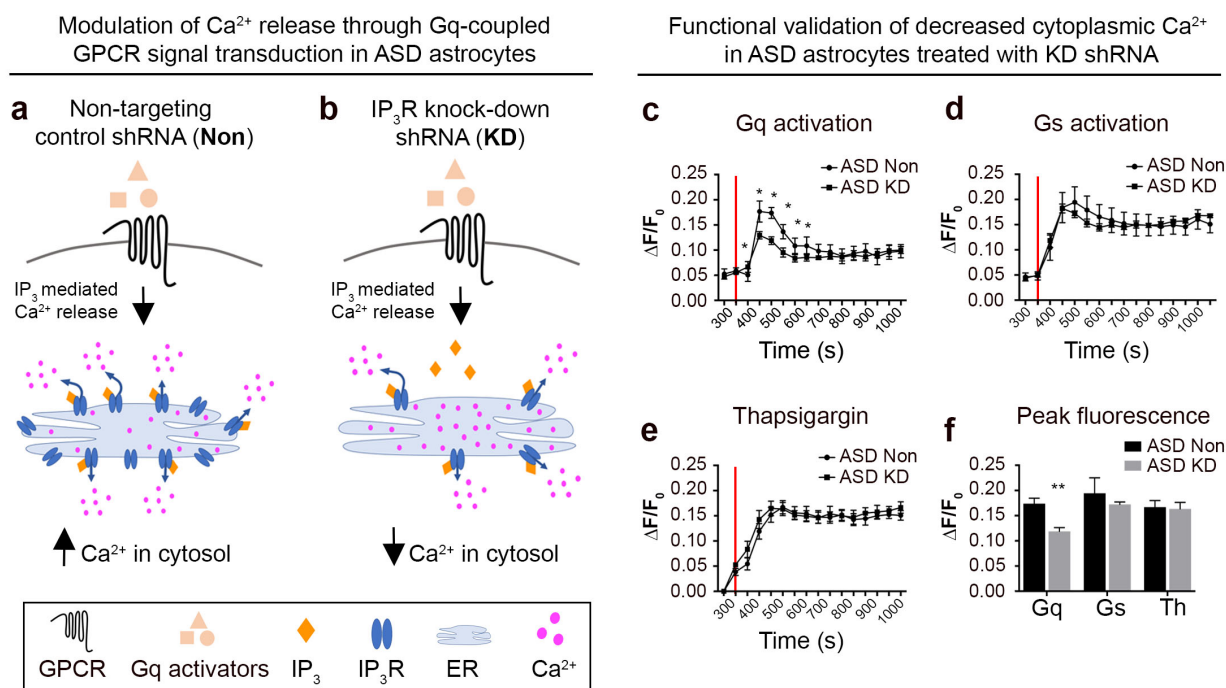 Modulation of Ca²⁺ release through Gq-coupled
GPCR signal transduction in ASD astrocytes
a
Non-targeting
control shRNA (Non)
IP₃ mediated
Ca²⁺ release
Ca²⁺ in cytosol
b
IP₃R knock-down
shRNA (KD)
IP₃ mediated
Ca²⁺ release
Ca²⁺ in cytosol
GPCR
Gq activators
IP₃
IP₃R
ER
Ca²⁺
Functional validation of decreased cytoplasmic Ca²⁺
in ASD astrocytes treated with KD shRNA
c
Gq activation
ASD Non
ASD KD
ΔF/F₀
0.25
0.20
0.15
0.10
0.05
0.00
* * * * * * *
300 400 500 600 700 800 900 1000
Time (s)
d
Gs activation
ASD Non
ASD KD
ΔF/F₀
0.25
0.20
0.15
0.10
0.05
0.00
300 400 500 600 700 800 900 1000
Time (s)
e
Thapsigargin
ASD Non
ASD KD
ΔF/F₀
0.25
0.20
0.15
0.10
0.05
0.00
300 400 500 600 700 800 900 1000
Time (s)
f
Peak fluorescence
ASD Non
ASD KD
ΔF/F₀
0.25
0.20
0.15
0.10
0.05
0.00
**
Gq Gs Th